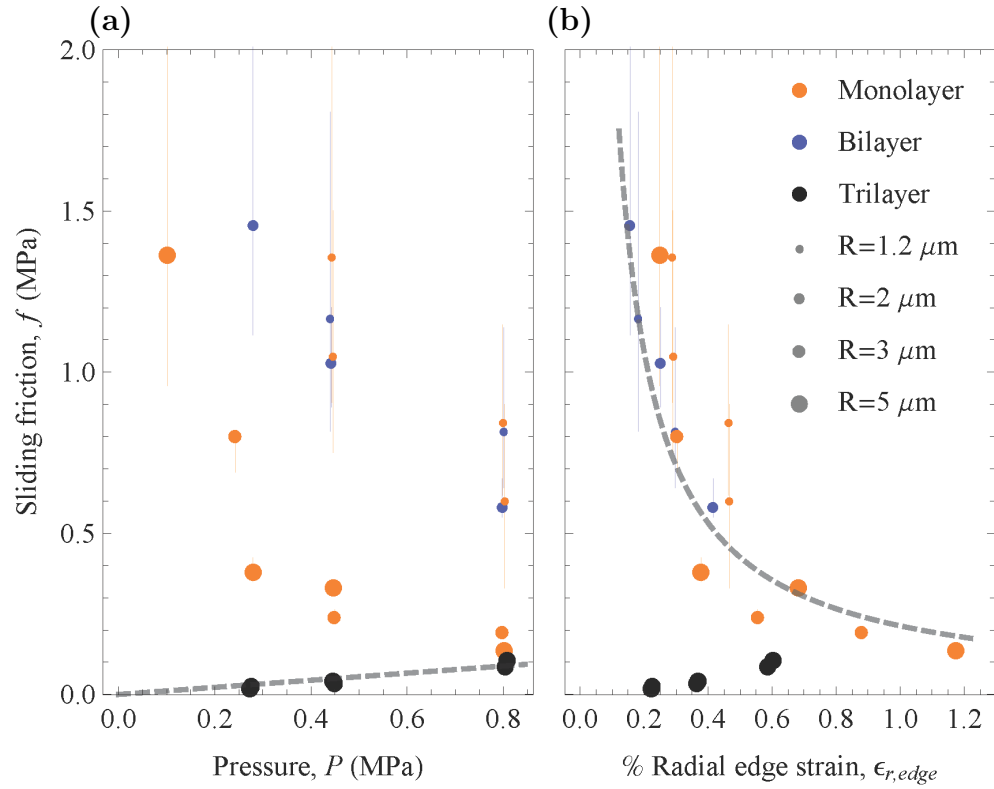 (a)
(b)
2.0
1.5
1.0
0.5
0.0
Sliding friction, f (MPa)
0.0 0.2 0.4 0.6 0.8
Pressure, P (MPa)
Monolayer
Bilayer
Trilayer
R=1.2 μm
R=2 μm
R=3 μm
R=5 μm
0.0 0.2 0.4 0.6 0.8 1.0 1.2
% Radial edge strain, ϵr,edge